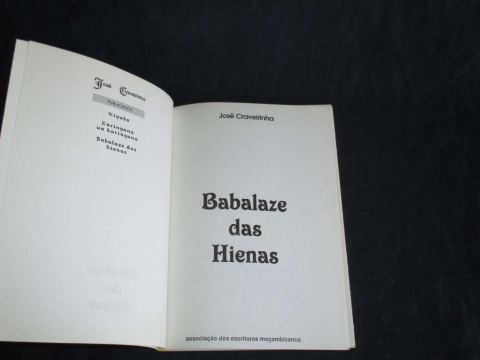 José Craveirinha
PUBLICADOS
Xigubo
Karingana
ua karingana
Babalaze das
hienas
José Craveirinha
Babalaze
das
Hienas
associação dos escritores moçambicanos